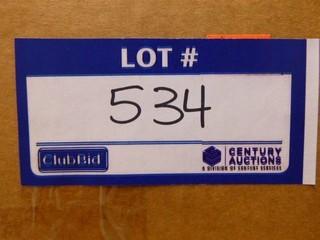 LOT #
534
ClubBid
CENTURY
AUCTIONS
A DIVISION OF CENTURY SERVICES